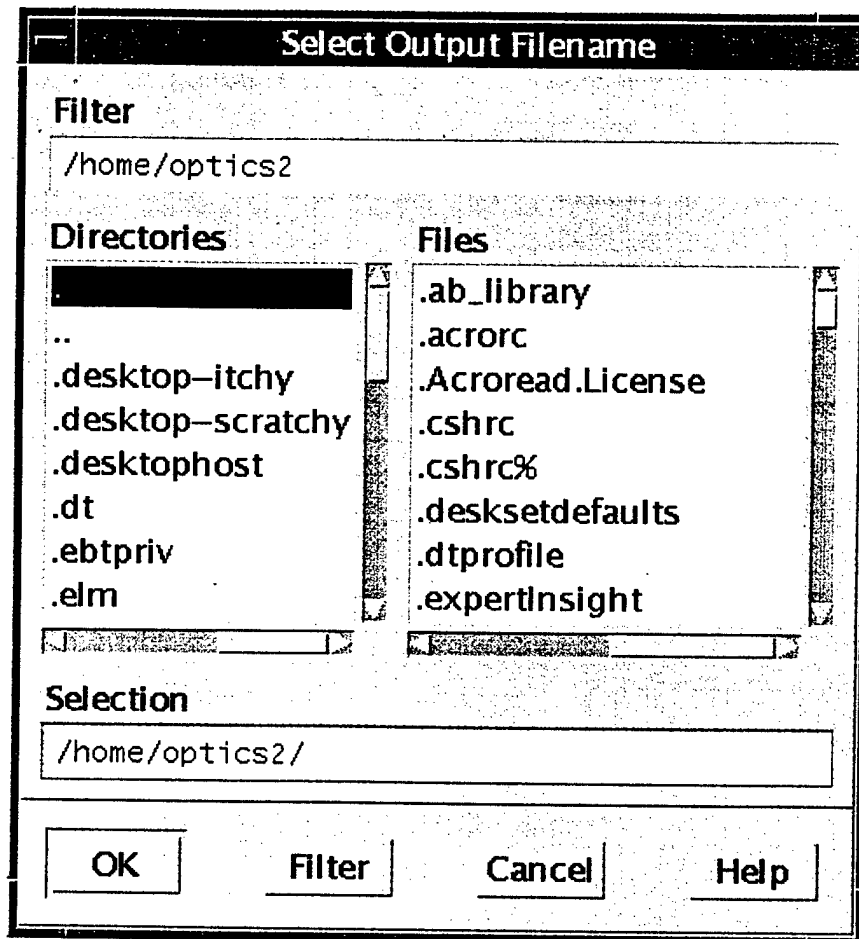 Select Output Filename
Filter
/home/optics2
Directories
.
..
.desktop-itchy
.desktop-scratchy
.desktophost
.dt
.ebtpriv
.elm
Files
.ab_library
.acrorc
.Acroread.License
.cshrc
.cshrc%
.desksetdefaults
.dtprofile
.expertInsight
Selection
/home/optics2/
OK
Filter
Cancel
Help